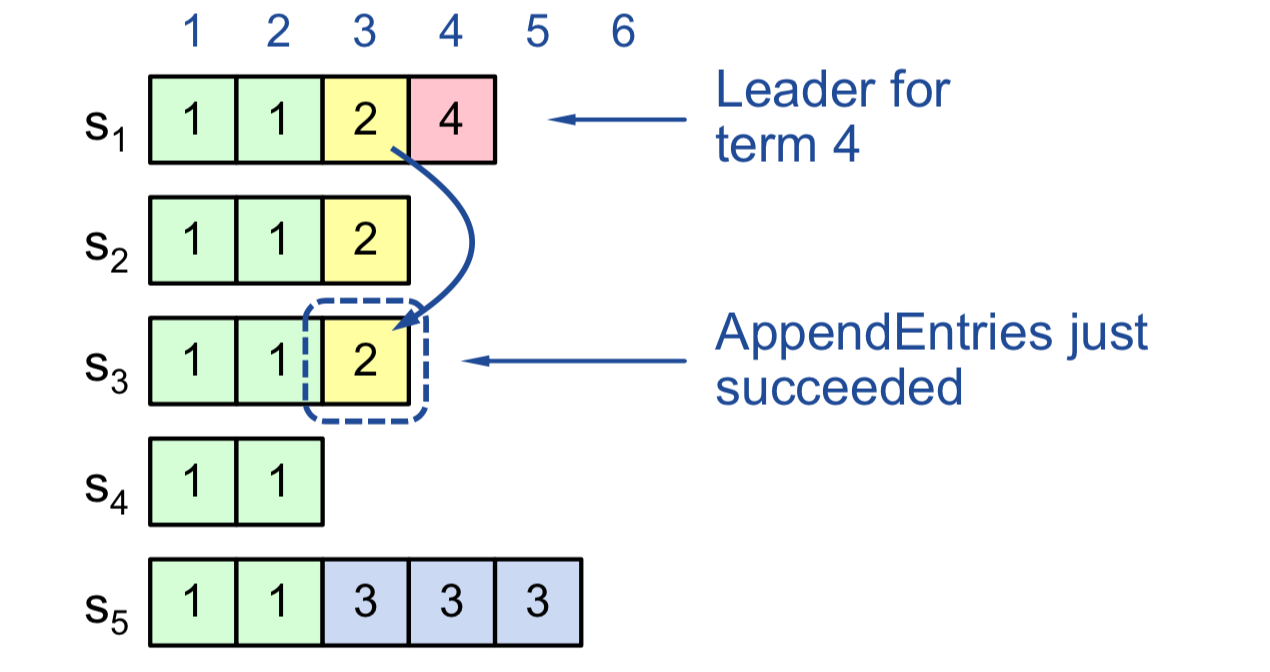 1 2 3 4 5 6
s1 1 1 2 4
Leader for
term 4
s2 1 1 2
s3 1 1 2
AppendEntries just
succeeded
s4 1 1
s5 1 1 3 3 3